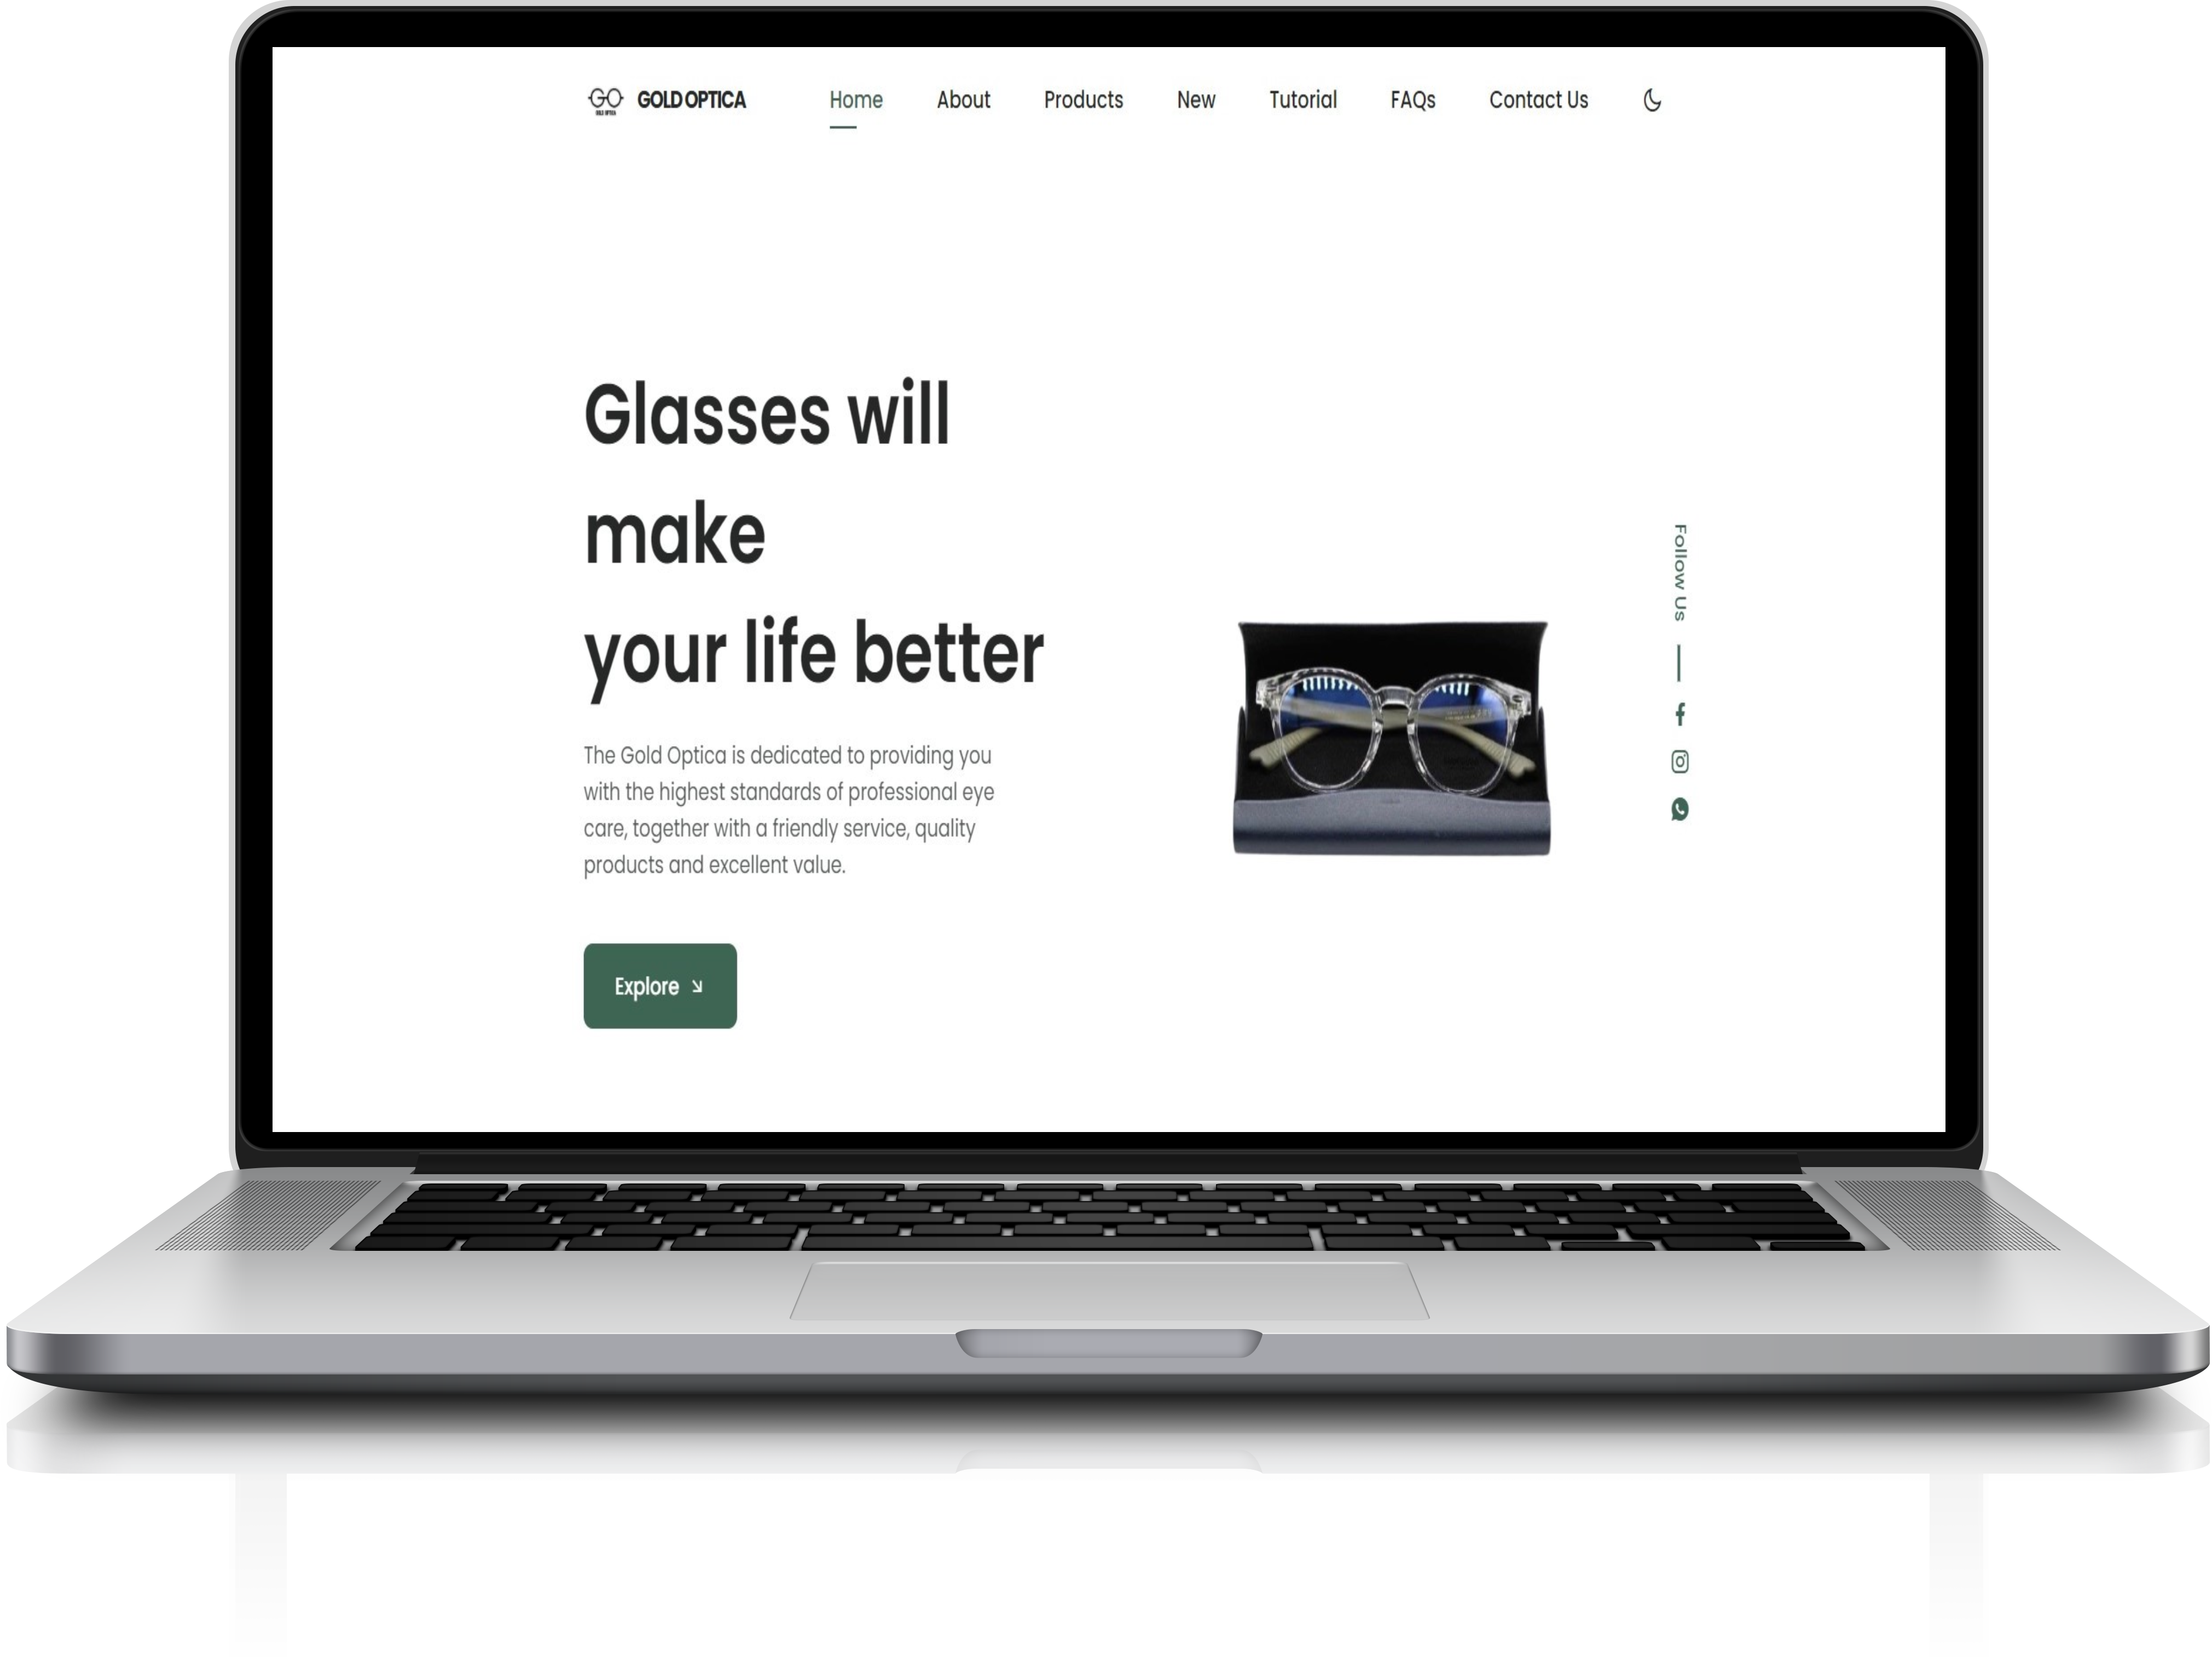 GO
GOLD OPTICA
GOLD OPTICA
Home
About
Products
New
Tutorial
FAQs
Contact Us
Glasses will
make
your life better
The Gold Optica is dedicated to providing you
with the highest standards of professional eye
care, together with a friendly service, quality
products and excellent value.
Explore
Follow Us